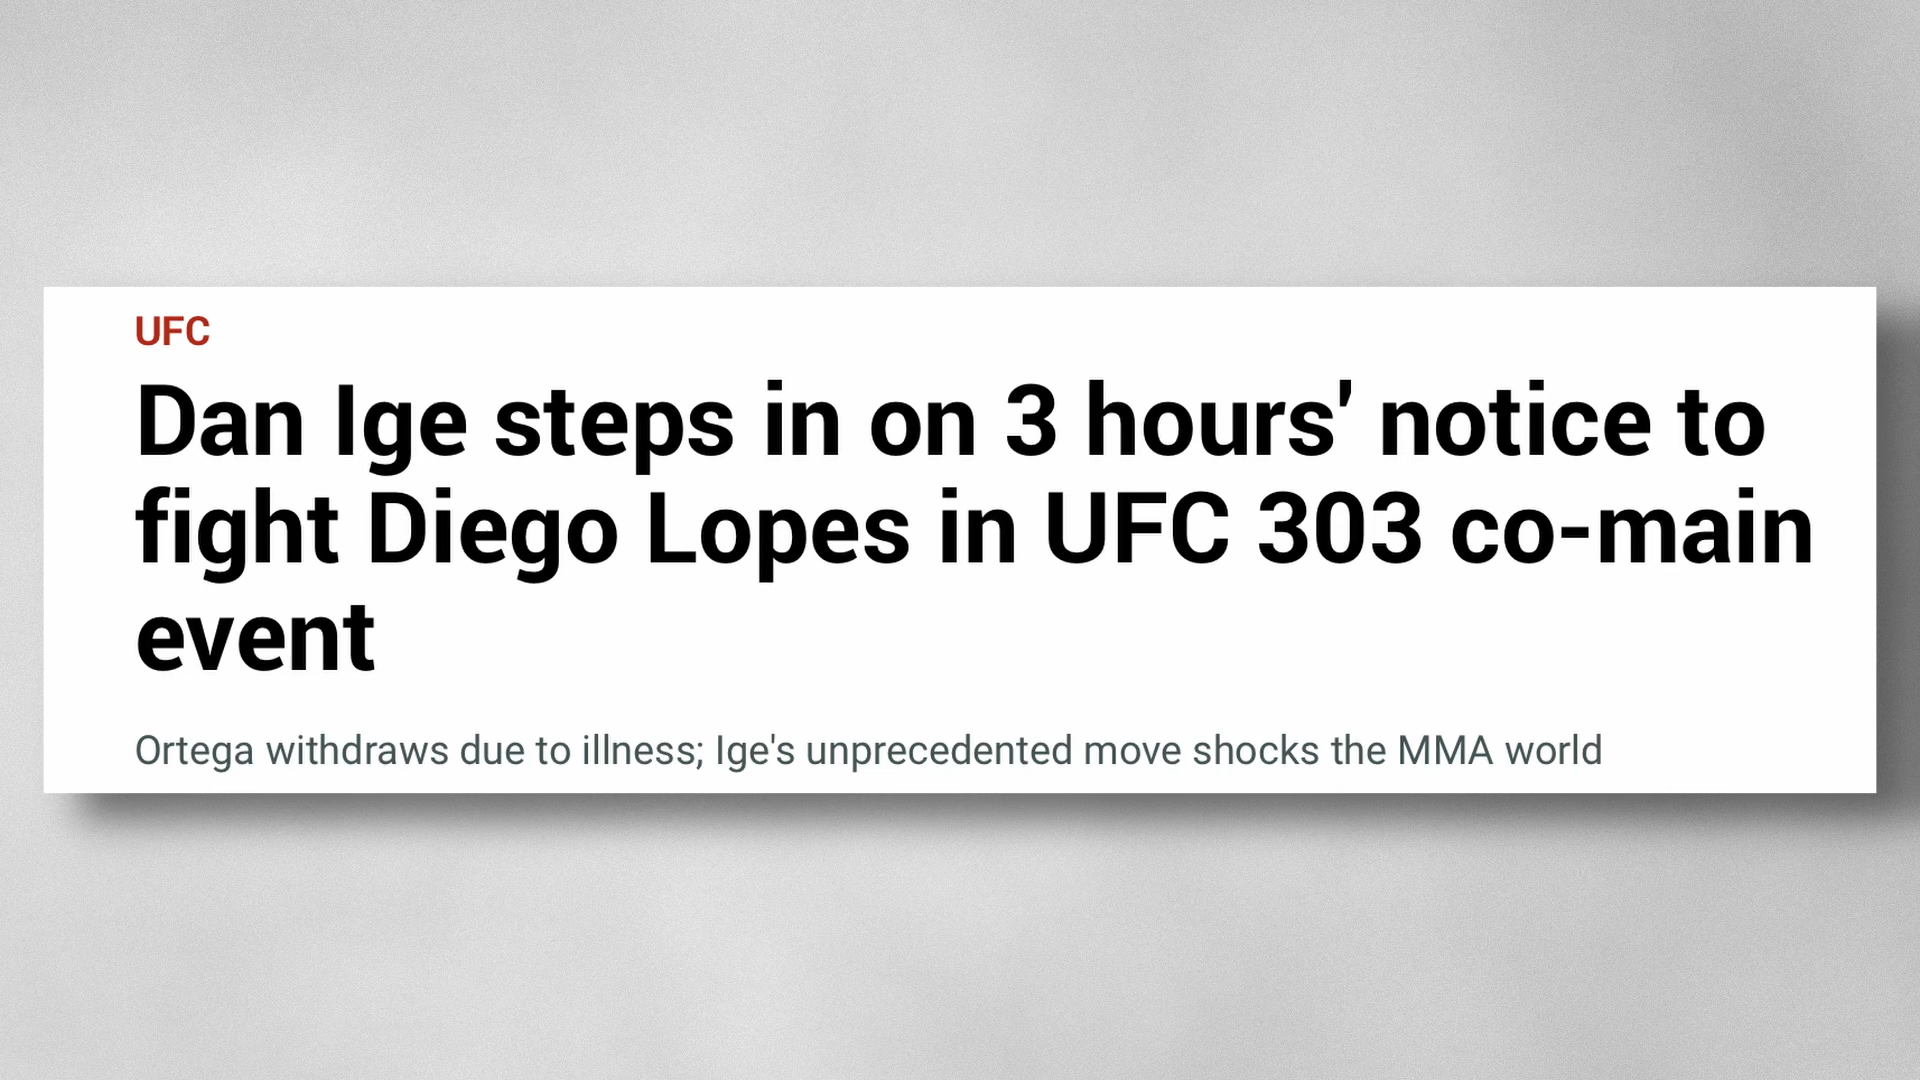 UFC
Dan Ige steps in on 3 hours' notice to
fight Diego Lopes in UFC 303 co-main
event
Ortega withdraws due to illness; Ige's unprecedented move shocks the MMA world